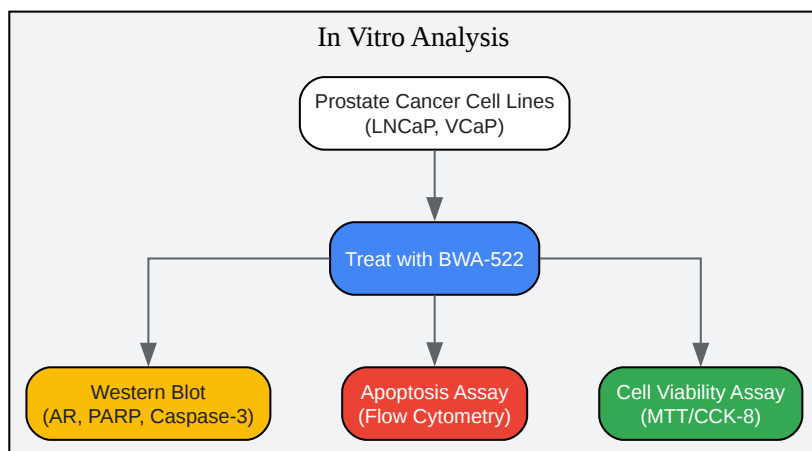 In Vitro Analysis
Prostate Cancer Cell Lines
(LNCaP, VCaP)
Treat with BWA-522
Western Blot
(AR, PARP, Caspase-3)
Apoptosis Assay
(Flow Cytometry)
Cell Viability Assay
(MTT/CCK-8)